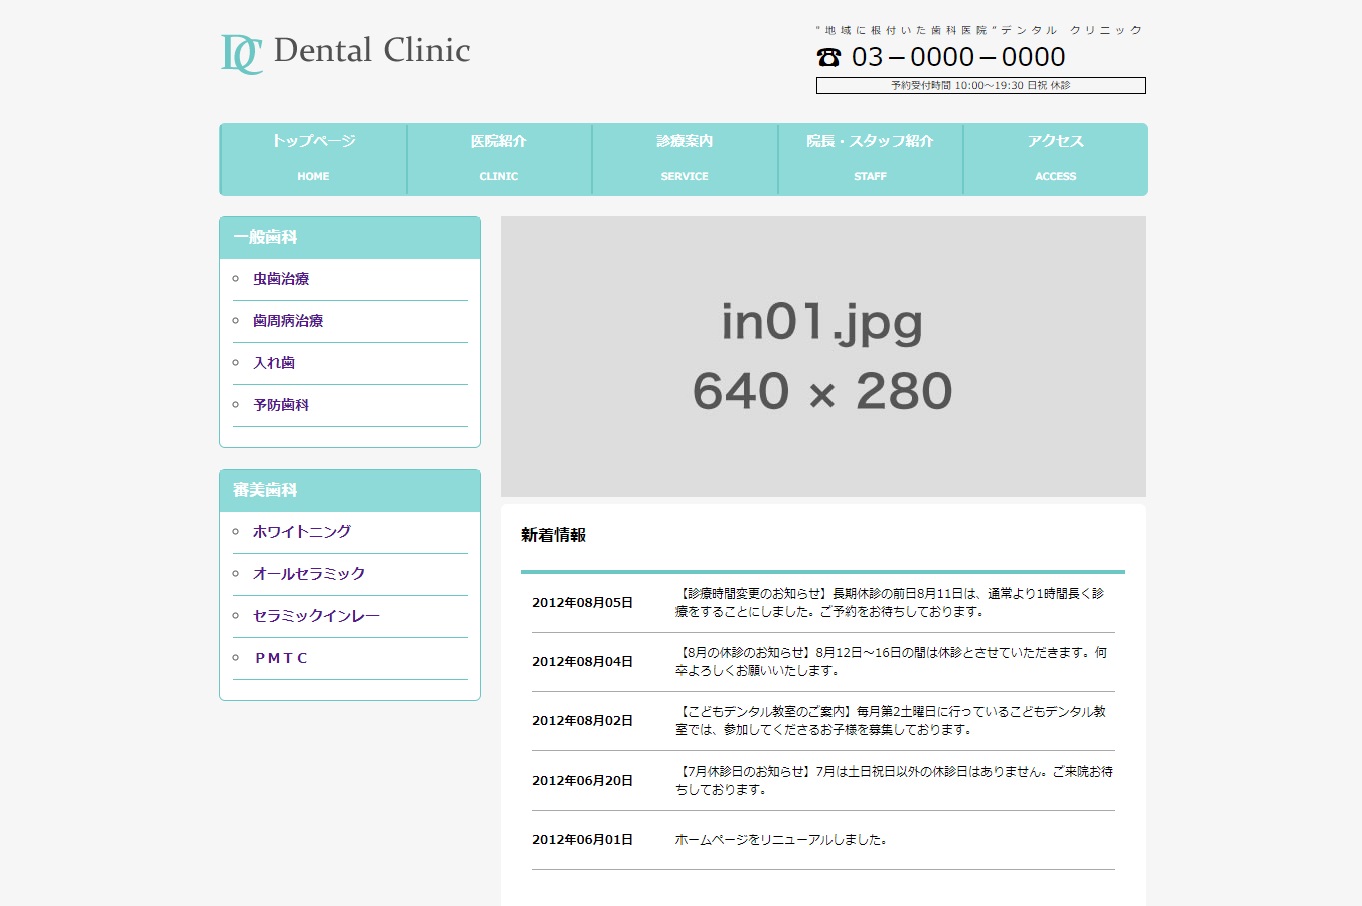 DC Dental Clinic
"地域に根付いた歯科医院"デンタル クリニック
☎ 03－0000－0000
予約受付時間 10:00～19:30 日祝 休診
トップページ
HOME
医院紹介
CLINIC
診療案内
SERVICE
院長・スタッフ紹介
STAFF
アクセス
ACCESS
一般歯科
虫歯治療
歯周病治療
入れ歯
予防歯科
審美歯科
ホワイトニング
オールセラミック
セラミックインレー
ＰＭＴＣ
in01.jpg
640 × 280
新着情報
2012年08月05日
【診療時間変更のお知らせ】長期休診の前日8月11日は、通常より1時間長く診
療をすることにしました。ご予約をお待ちしております。
2012年08月04日
【8月の休診のお知らせ】8月12日～16日の間は休診とさせていただきます。何
卒よろしくお願いいたします。
2012年08月02日
【こどもデンタル教室のご案内】毎月第2土曜日に行っているこどもデンタル教
室では、参加してくださるお子様を募集しております。
2012年06月20日
【7月休診日のお知らせ】7月は土日祝日以外の休診日はありません。ご来院お待
ちしております。
2012年06月01日
ホームページをリニューアルしました。